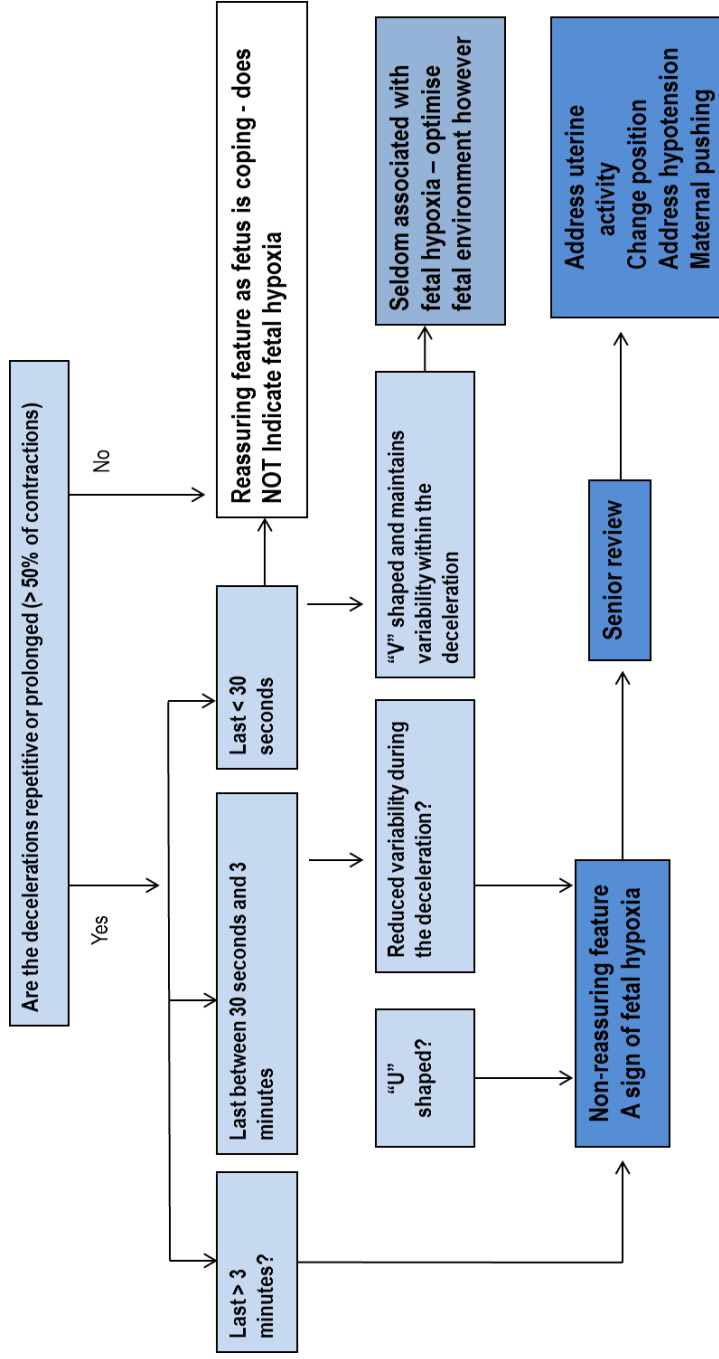 Are the decelerations repetitive or prolonged (> 50% of contractions)
Yes
No
Last > 3
minutes?
Last between 30 seconds and 3
minutes
Last < 30
seconds
Reassuring feature as fetus is coping - does
NOT Indicate fetal hypoxia
“U”
shaped?
Reduced variability during
the deceleration?
“V” shaped and maintains
variability within the
deceleration
Seldom associated with
fetal hypoxia – optimise
fetal environment however
Non-reassuring feature
A sign of fetal hypoxia
Senior review
Address uterine
activity
Change position
Address hypotension
Maternal pushing